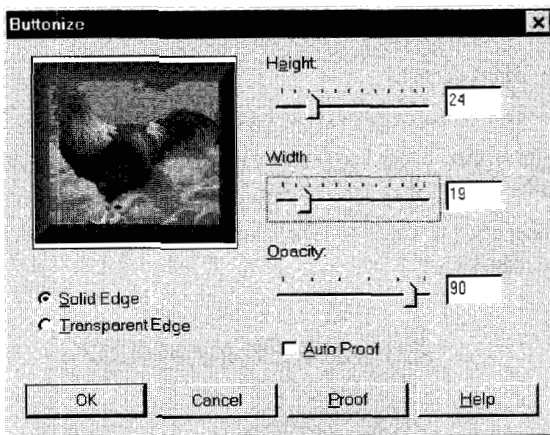 Buttonize
Height:
24
Width:
19
Opacity:
90
Solid Edge
Transparent Edge
Auto Proof
OK Cancel Proof Help